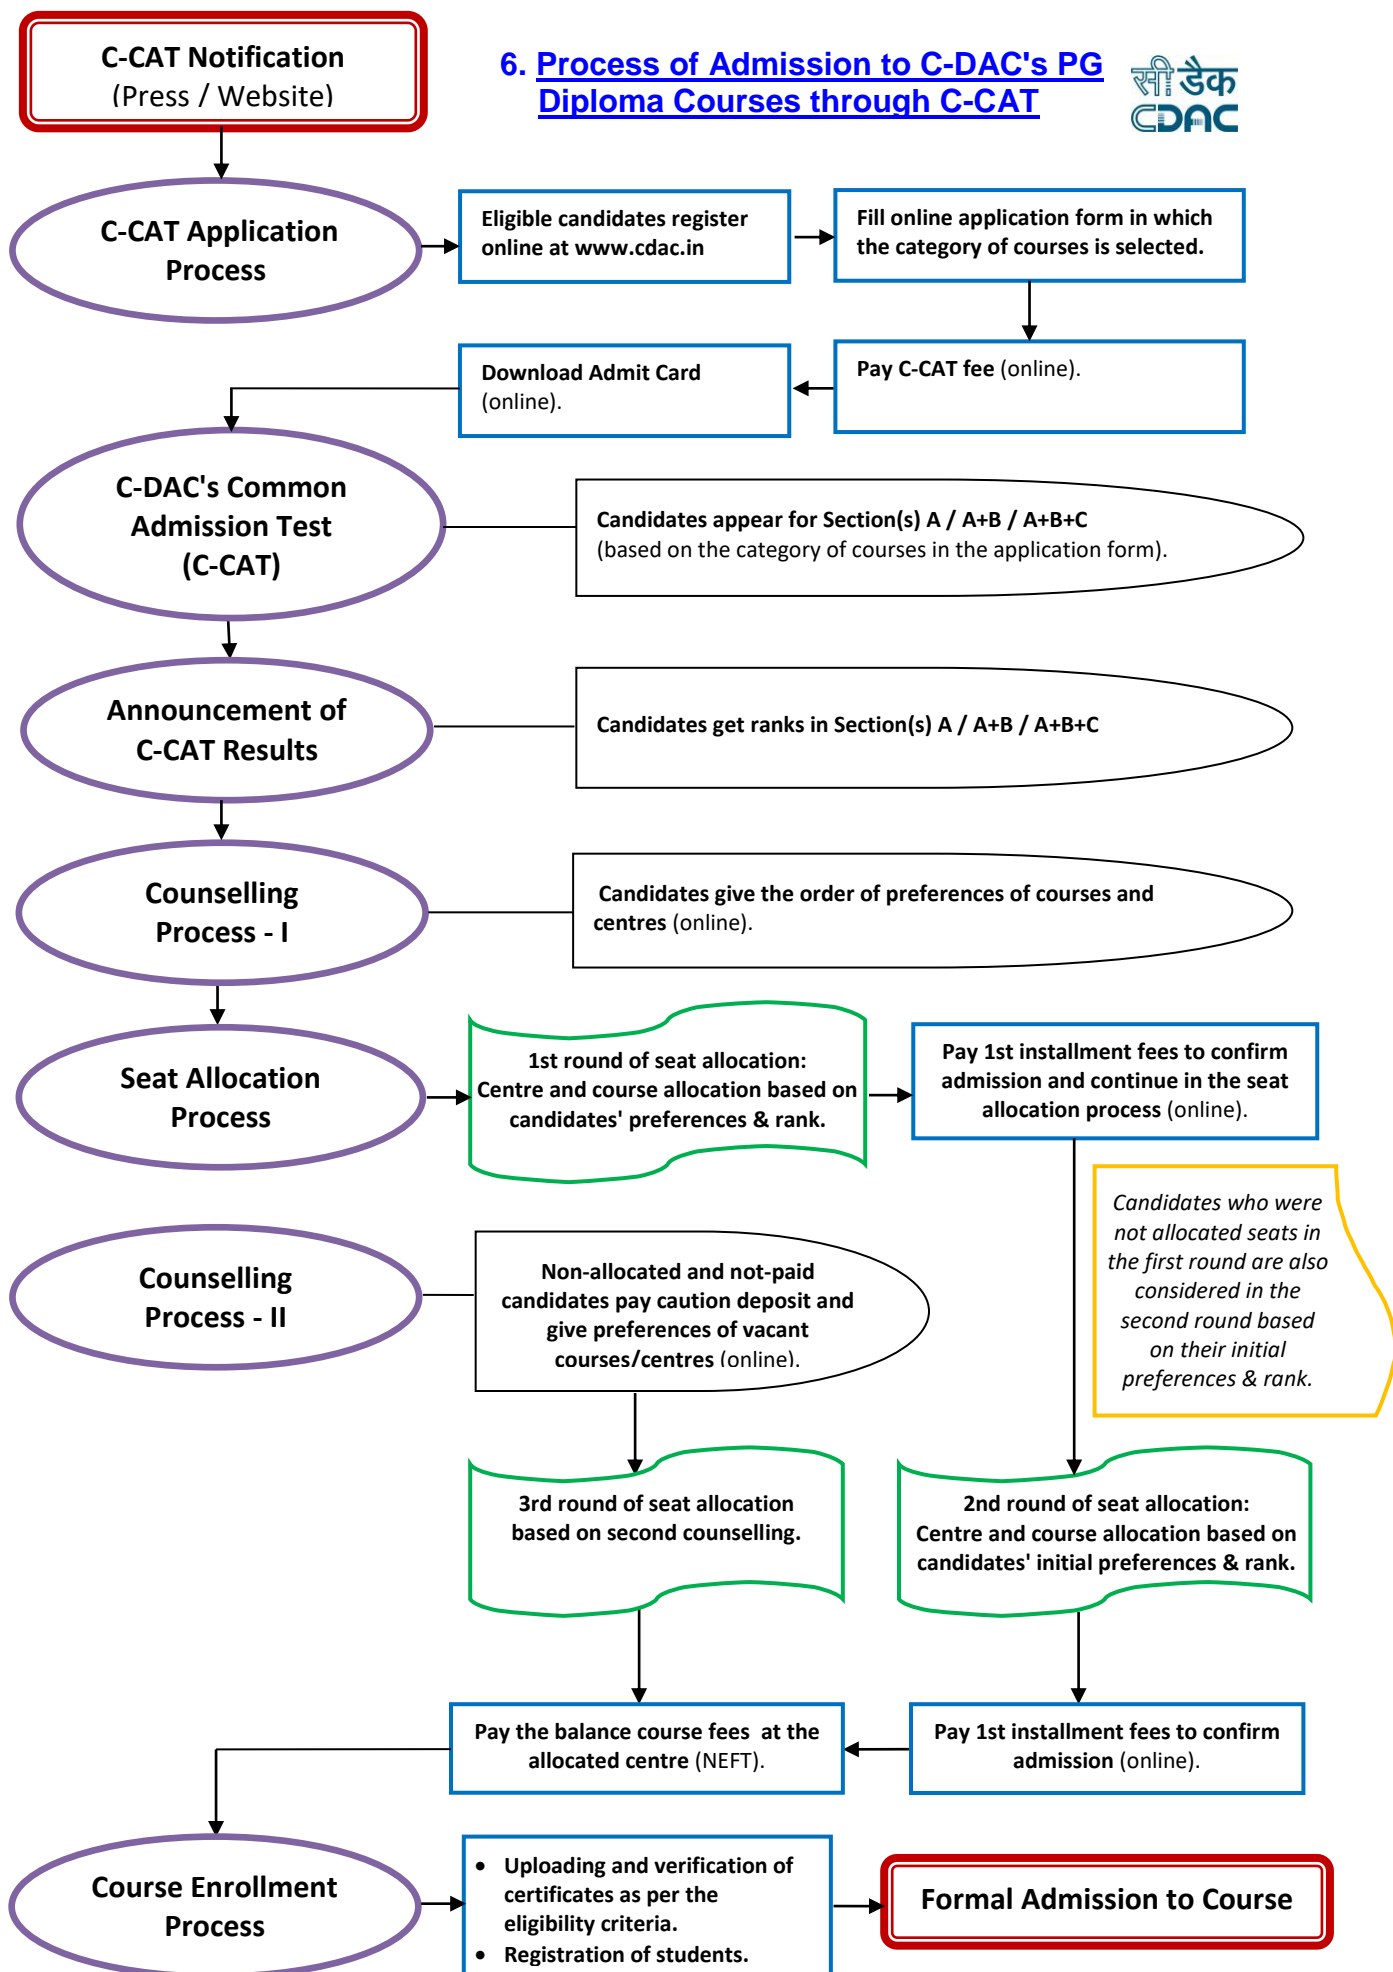 C-CAT Notification
(Press / Website)
6. Process of Admission to C-DAC's PG
Diploma Courses through C-CAT
सी डैक
CDAC
C-CAT Application
Process
Eligible candidates register
online at www.cdac.in
Fill online application form in which
the category of courses is selected.
Pay C-CAT fee (online).
Download Admit Card
(online).
C-DAC's Common
Admission Test
(C-CAT)
Candidates appear for Section(s) A / A+B / A+B+C
(based on the category of courses in the application form).
Announcement of
C-CAT Results
Candidates get ranks in Section(s) A / A+B / A+B+C
Counselling
Process - I
Candidates give the order of preferences of courses and
centres (online).
Seat Allocation
Process
1st round of seat allocation:
Centre and course allocation based on
candidates' preferences & rank.
Pay 1st installment fees to confirm
admission and continue in the seat
allocation process (online).
Candidates who were
not allocated seats in
the first round are also
considered in the
second round based
on their initial
preferences & rank.
Counselling
Process - II
Non-allocated and not-paid
candidates pay caution deposit and
give preferences of vacant
courses/centres (online).
3rd round of seat allocation
based on second counselling.
2nd round of seat allocation:
Centre and course allocation based on
candidates' initial preferences & rank.
Pay the balance course fees at the
allocated centre (NEFT).
Pay 1st installment fees to confirm
admission (online).
Course Enrollment
Process
• Uploading and verification of
certificates as per the
eligibility criteria.
• Registration of students.
Formal Admission to Course